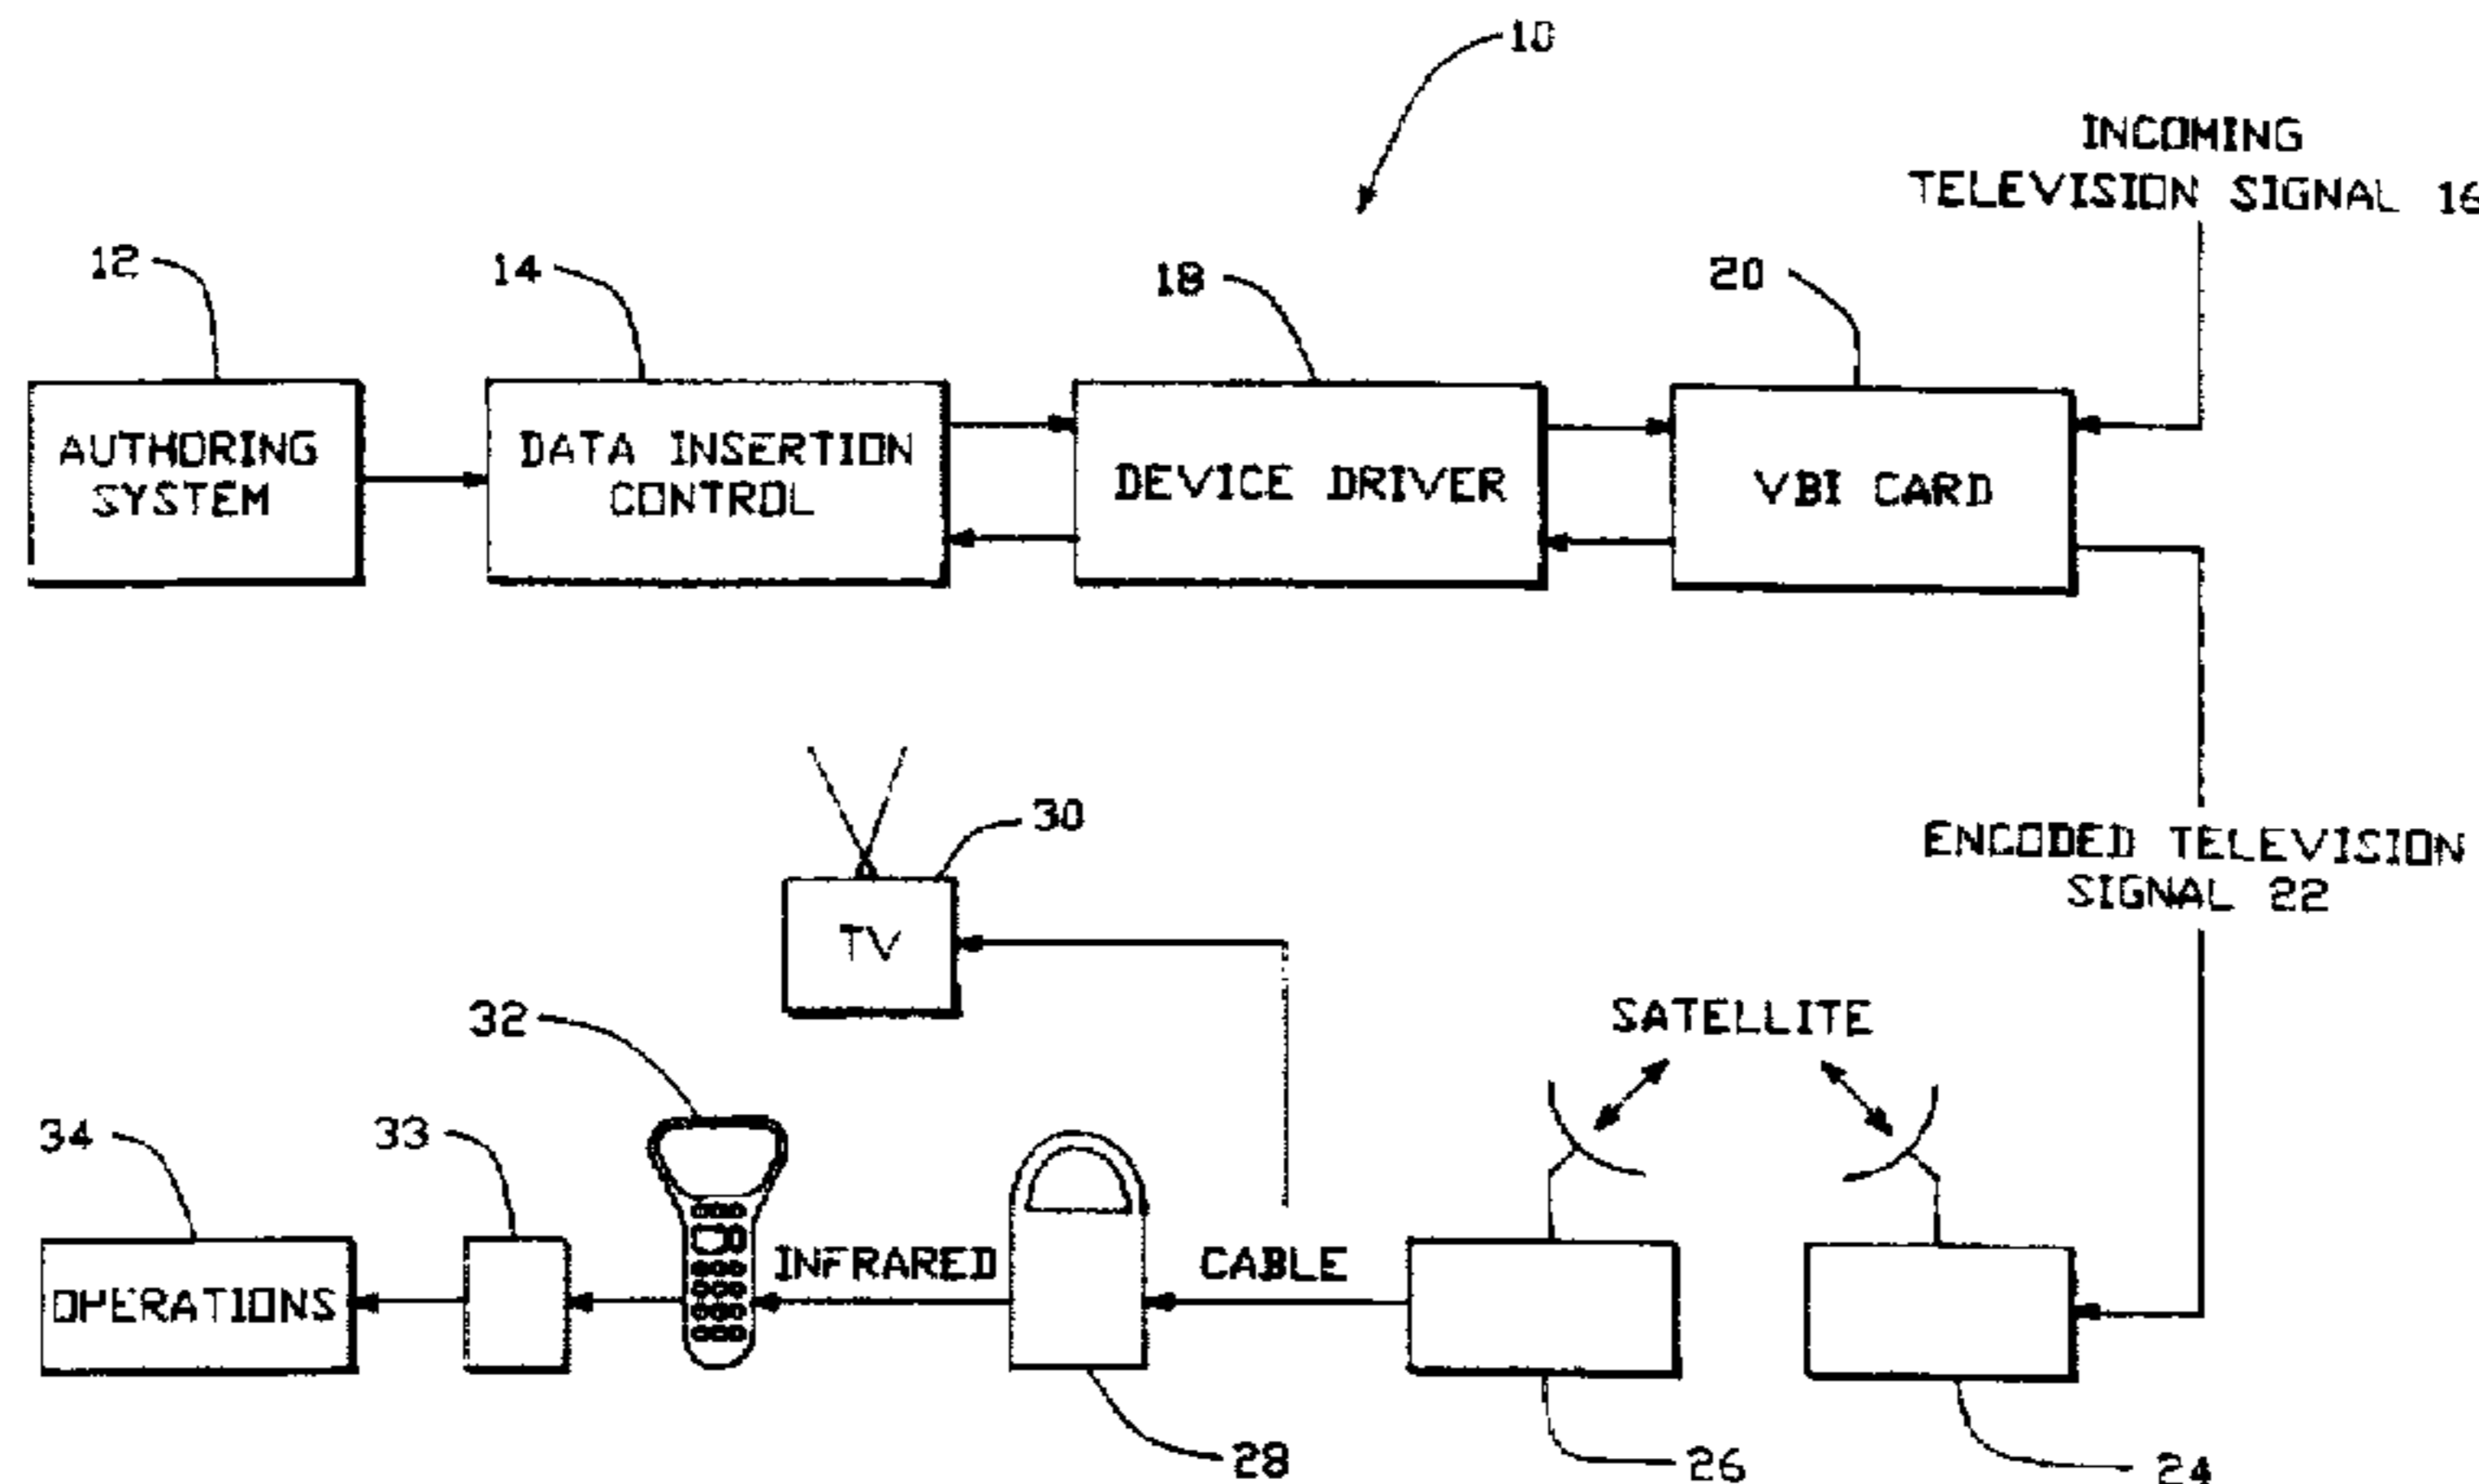 10
INCOMING
TELEVISION SIGNAL 16
12
14
18
20
AUTHORING
SYSTEM
DATA INSERTION
CONTROL
DEVICE DRIVER
VBI CARD
30
ENCODED TELEVISION
SIGNAL 22
TV
32
SATELLITE
34
33
INFRARED
CABLE
OPERATIONS
28
26
24